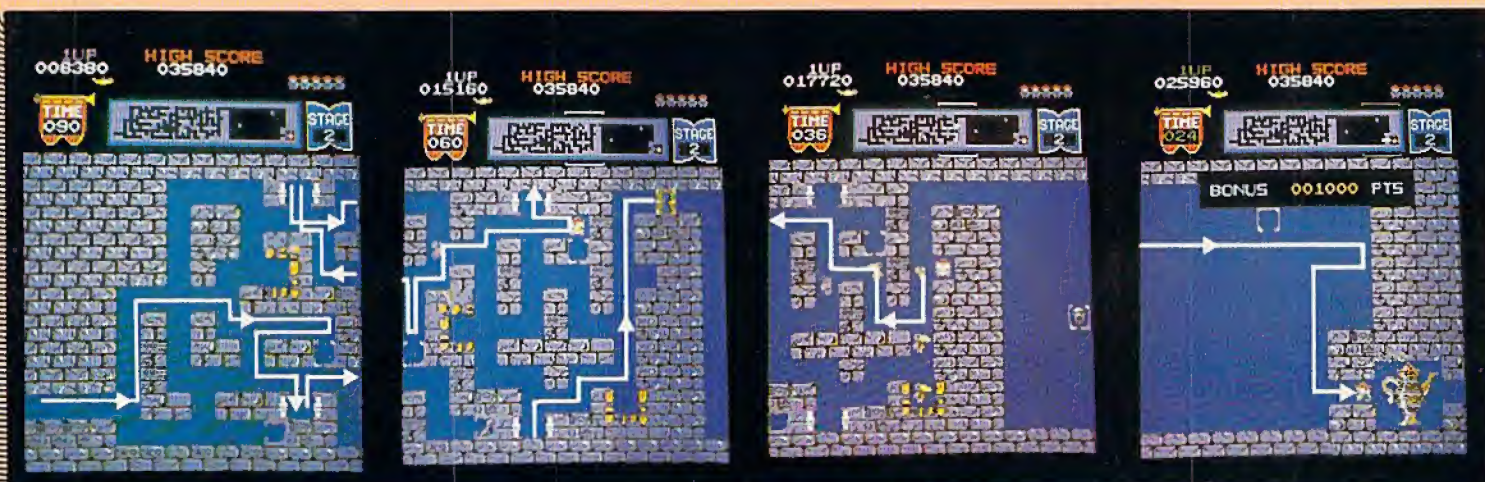 1UP HIGH SCORE
008380 035840
TIME
090
STAGE
2
1UP HIGH SCORE
015160 035840
TIME
060
STAGE
2
1UP HIGH SCORE
017720 035840
TIME
036
STAGE
2
1UP HIGH SCORE
025960 035840
TIME
024
STAGE
2
BONUS 001000 PTS